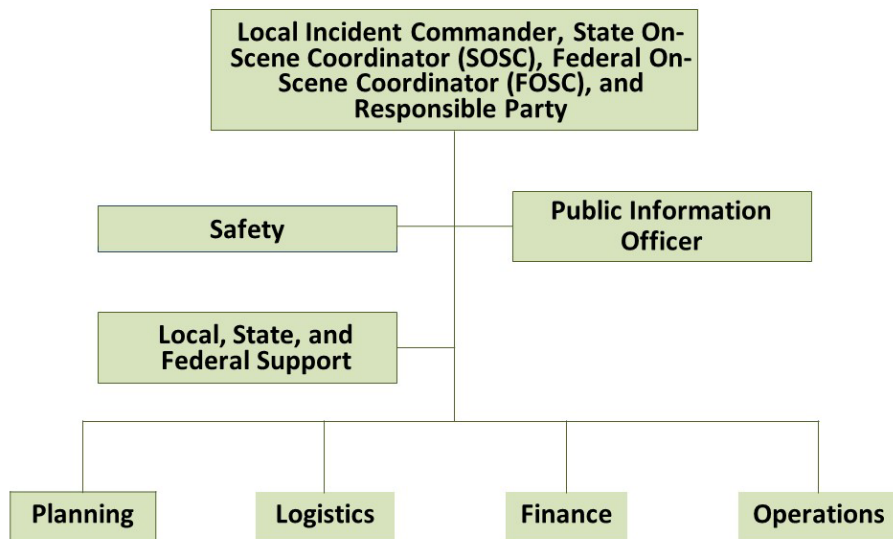 Local Incident Commander, State On-
Scene Coordinator (SOSC), Federal On-
Scene Coordinator (FOSC), and
Responsible Party
Safety
Public Information
Officer
Local, State, and
Federal Support
Planning
Logistics
Finance
Operations